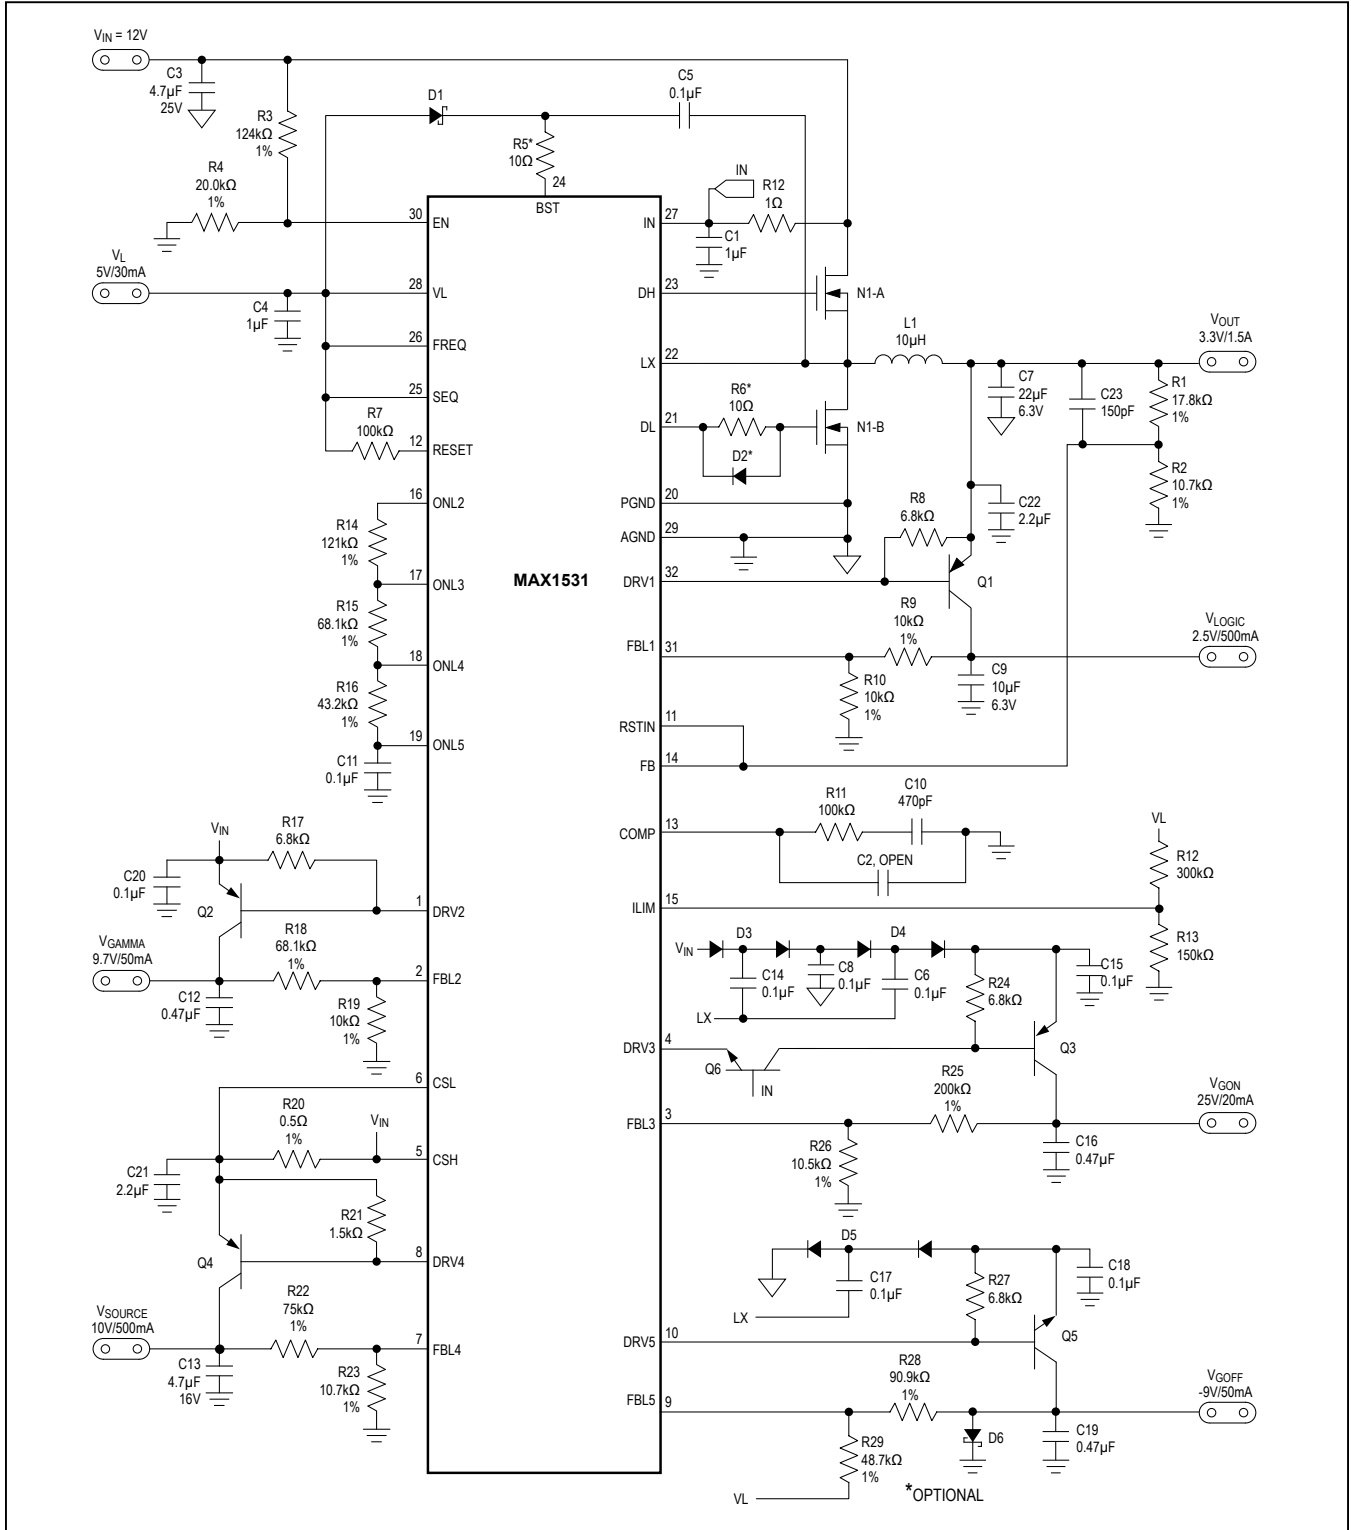 VIN = 12V
C3
4.7µF
25V
R3
124kΩ
1%
R4
20.0kΩ
1%
D1
C5
0.1µF
R5*
10Ω
24
BST
30
EN
IN
27
IN
R12
1Ω
C1
1µF
VL
5V/30mA
C4
1µF
28
VL
26
FREQ
25
SEQ
R7
100kΩ
12
RESET
DH
23
N1-A
LX
22
L1
10µH
VOUT
3.3V/1.5A
C7
22µF
6.3V
C23
150pF
R1
17.8kΩ
1%
R2
10.7kΩ
1%
DL
21
R6*
10Ω
D2*
N1-B
PGND
20
AGND
29
C22
2.2µF
R8
6.8kΩ
DRV1
32
Q1
MAX1531
16
ONL2
R14
121kΩ
1%
17
ONL3
R15
68.1kΩ
1%
18
ONL4
R16
43.2kΩ
1%
19
ONL5
C11
0.1µF
FBL1
31
R9
10kΩ
1%
R10
10kΩ
1%
C9
10µF
6.3V
VLOGIC
2.5V/500mA
RSTIN
11
FB
14
COMP
13
R11
100kΩ
C10
470pF
C2, OPEN
ILIM
15
VL
R12
300kΩ
R13
150kΩ
VIN
R17
6.8kΩ
C20
0.1µF
Q2
1
DRV2
VGAMMA
9.7V/50mA
R18
68.1kΩ
1%
2
FBL2
C12
0.47µF
R19
10kΩ
1%
VIN
D3
D4
C14
0.1µF
C8
0.1µF
C6
0.1µF
R24
6.8kΩ
C15
0.1µF
LX
DRV3
4
Q6
IN
Q3
FBL3
3
R25
200kΩ
1%
R26
10.5kΩ
1%
C16
0.47µF
VGON
25V/20mA
6
CSL
R20
0.5Ω
1%
VIN
5
CSH
C21
2.2µF
R21
1.5kΩ
Q4
8
DRV4
VSOURCE
10V/500mA
R22
75kΩ
1%
7
FBL4
C13
4.7µF
16V
R23
10.7kΩ
1%
D5
C17
0.1µF
LX
R27
6.8kΩ
C18
0.1µF
DRV5
10
Q5
FBL5
9
R28
90.9kΩ
1%
R29
48.7kΩ
1%
VL
D6
C19
0.47µF
VGOFF
-9V/50mA
*OPTIONAL